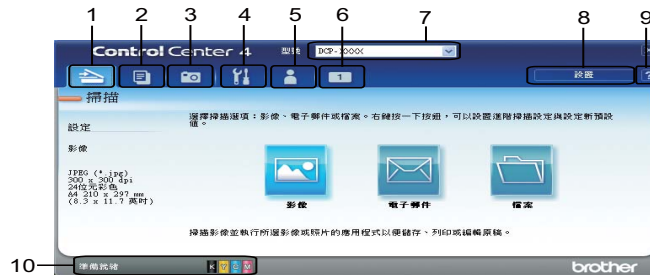 1 2 3 4 5 6 7 8 9
Control Center 4 型號 DCP-XXXX
1 設置 ?
掃描
選擇掃描選項：影像、電子郵件或檔案。右鍵按一下按鈕，可以設置進階掃描設定與設定新預設
值。
設定
影像
JPEG (*.jpg)
300 x 300 dpi
24位元彩色
A4 210 x 297 mm
(8.3 x 11.7 英吋)
影像 電子郵件 檔案
掃描影像並執行所選影像或照片的應用程式以便儲存、列印或編輯原稿。
10 準備就緒 K Y C M brother